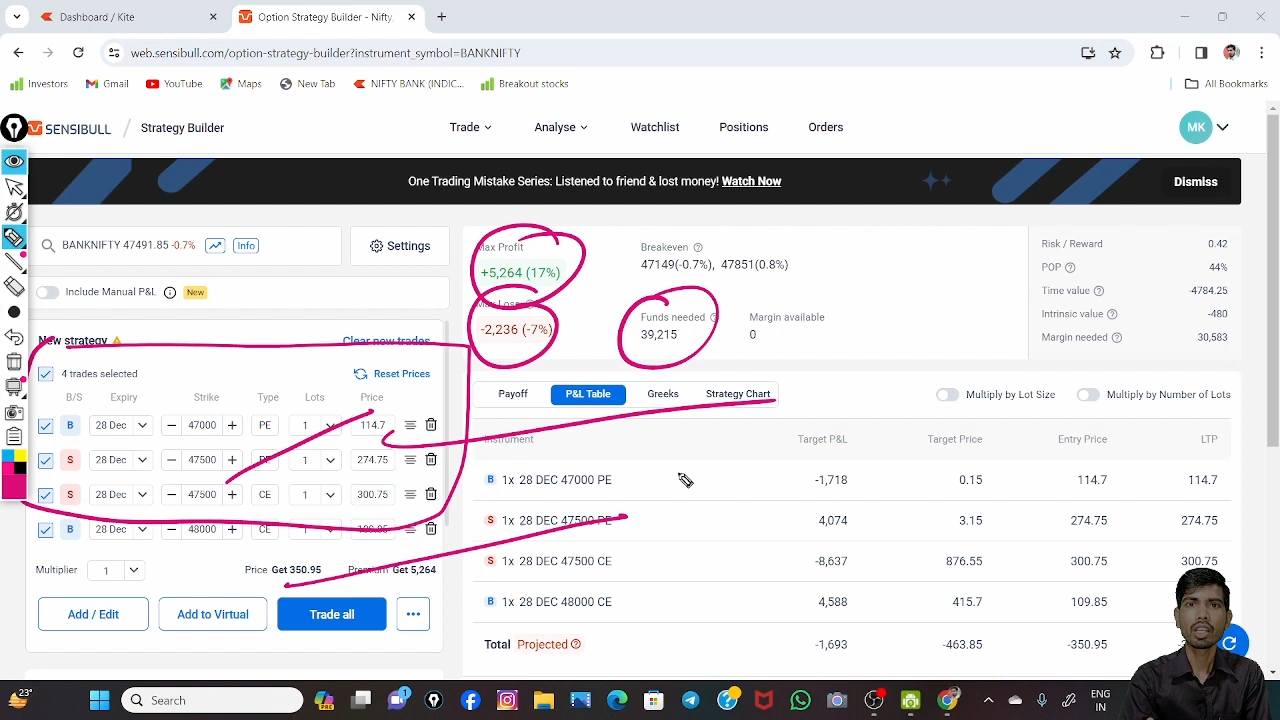 Dashboard / Kite
Option Strategy Builder - Nifty,
web.sensibull.com/option-strategy-builder?instrument_symbol=BANKNIFTY
Investors Gmail YouTube Maps New Tab NIFTY BANK (INDIC... Breakout stocks All Bookmarks
SENSIBULL / Strategy Builder Trade Analyse Watchlist Positions Orders MK
One Trading Mistake Series: Listened to friend & lost money! Watch Now Dismiss
BANKNIFTY 47491.85 -0.7% Info Settings
Include Manual P&L New
New strategy Clear new trades
4 trades selected Reset Prices
B/S Expiry Strike Type Lots Price
B 28 Dec 47000 PE 1 114.7
S 28 Dec 47500 PE 1 274.75
S 28 Dec 47500 CE 1 300.75
B 28 Dec 48000 CE 1 109.85
Multiplier 1 Price Get 350.95 Premium Get 5,264
Add / Edit Add to Virtual Trade all
Max Profit
+5,264 (17%)
Max Loss
-2,236 (-7%)
Breakeven
47149(-0.7%), 47851(0.8%)
Funds needed Margin available
39,215 0
Risk / Reward 0.42
POP 44%
Time value -4784.25
Intrinsic value -480
Margin needed 30,583
Payoff P&L Table Greeks Strategy Chart Multiply by Lot Size Multiply by Number of Lots
Instrument Target P&L Target Price Entry Price LTP
B 1x 28 DEC 47000 PE -1,718 0.15 114.7 114.7
S 1x 28 DEC 47500 PE 4,074 3.15 274.75 274.75
S 1x 28 DEC 47500 CE -8,637 876.55 300.75 300.75
B 1x 28 DEC 48000 CE 4,588 415.7 109.85
Total Projected -1,693 -463.85 -350.95
23° Search ENG
IN